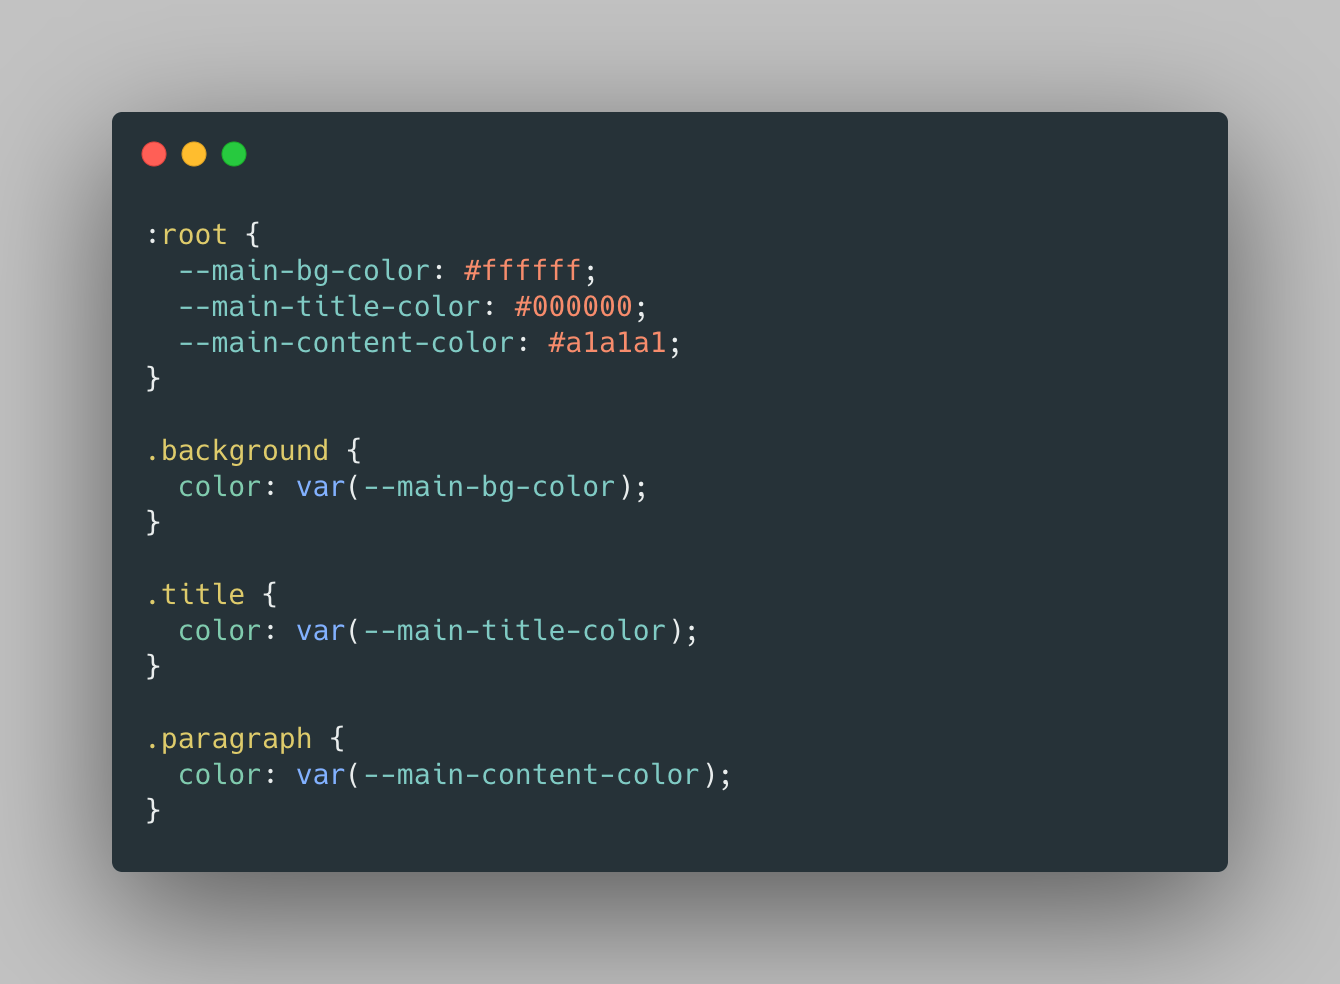 :root {
  --main-bg-color: #ffffff;
  --main-title-color: #000000;
  --main-content-color: #a1a1a1;
}

.background {
  color: var(--main-bg-color);
}

.title {
  color: var(--main-title-color);
}

.paragraph {
  color: var(--main-content-color);
}